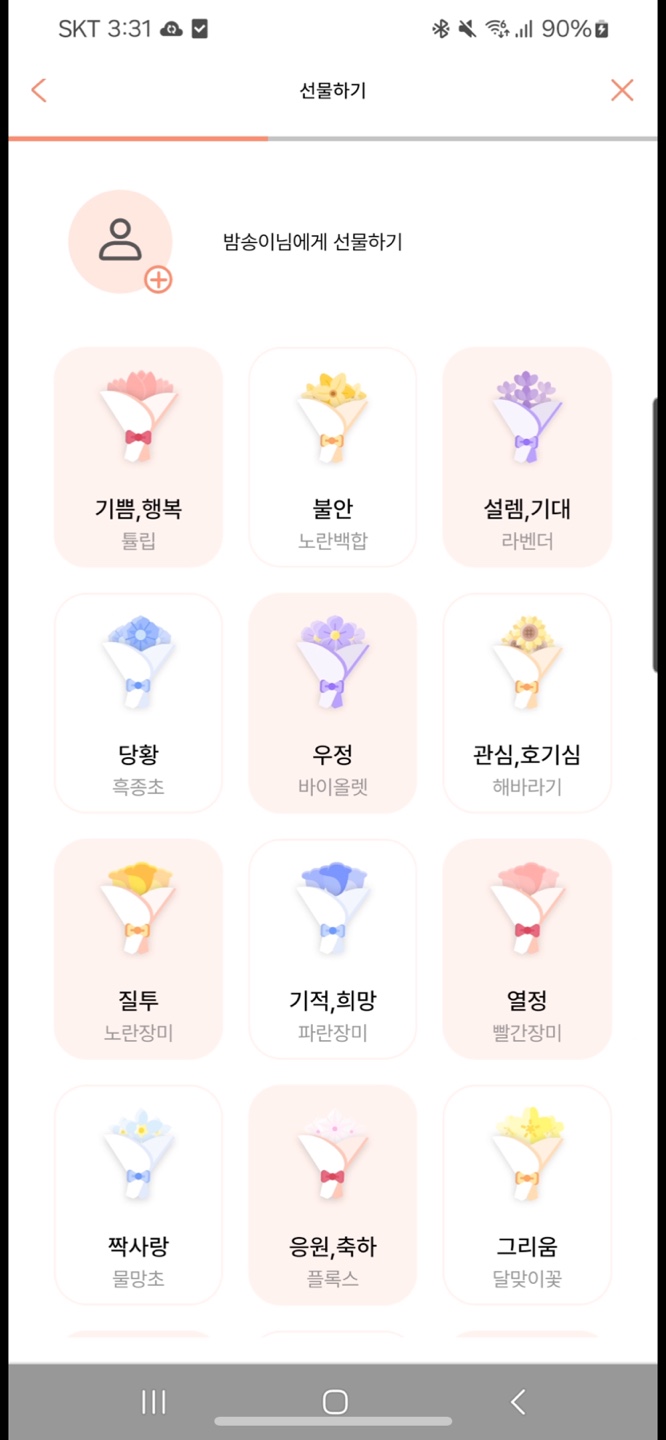 SKT 3:31
90%
선물하기
밤송이님에게 선물하기
기쁨,행복
튤립
불안
노란백합
설렘,기대
라벤더
당황
흑종초
우정
바이올렛
관심,호기심
해바라기
질투
노란장미
기적,희망
파란장미
열정
빨간장미
짝사랑
물망초
응원,축하
플록스
그리움
달맞이꽃